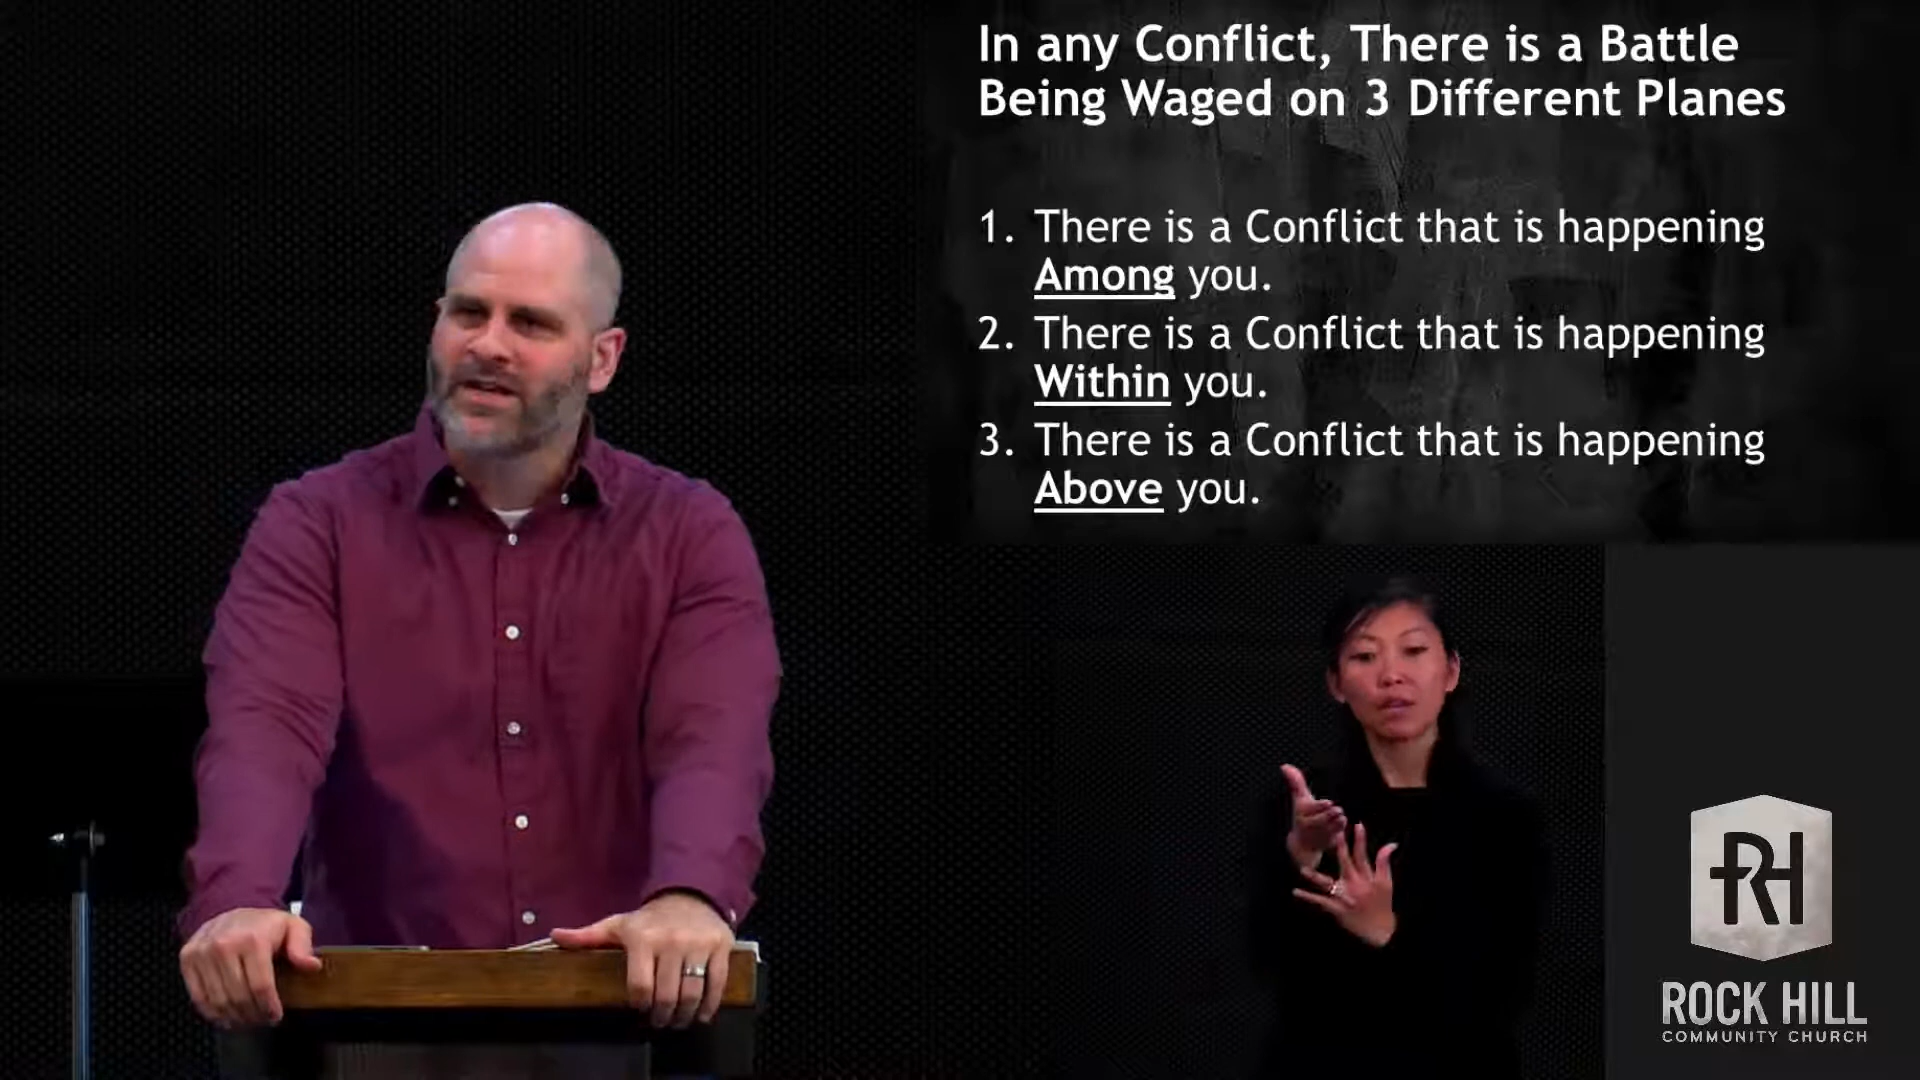 In any Conflict, There is a Battle
Being Waged on 3 Different Planes
1. There is a Conflict that is happening
Among you.
2. There is a Conflict that is happening
Within you.
3. There is a Conflict that is happening
Above you.
RH
ROCK HILL
COMMUNITY CHURCH